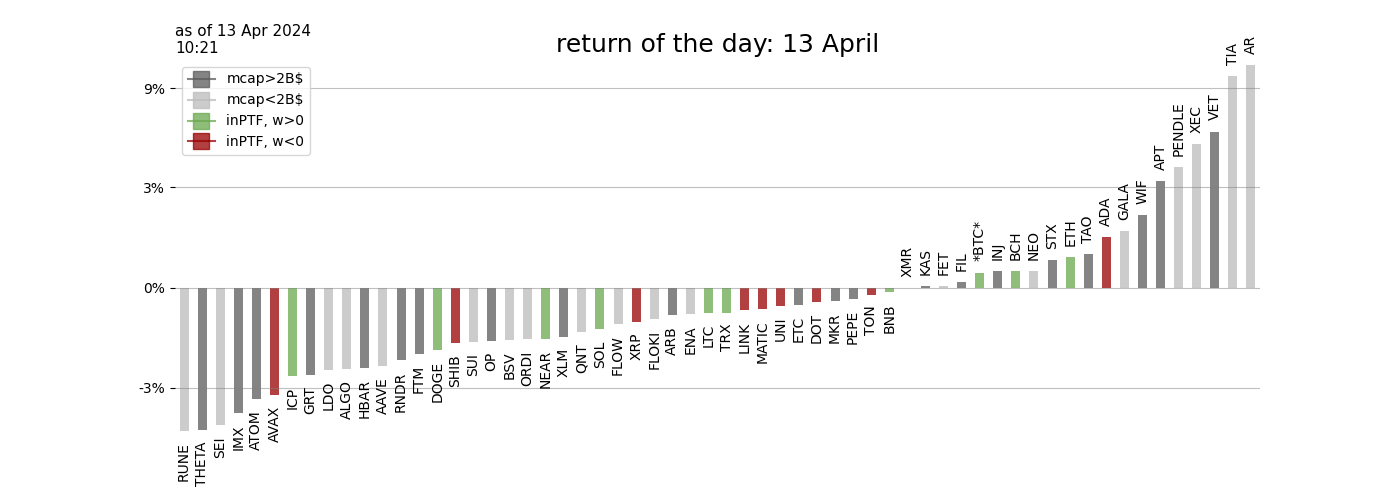 as of 13 Apr 2024
10:21
return of the day: 13 April
mcap>2B$
mcap<2B$
inPTF, w>0
inPTF, w<0
9%
3%
0%
-3%
RUNE
THETA
SEI
IMX
ATOM
AVAX
ICP
GRT
LDO
ALGO
HBAR
AAVE
RNDR
FTM
DOGE
SHIB
SUI
OP
BSV
ORDI
NEAR
XLM
QNT
SOL
FLOW
XRP
FLOKI
ARB
ENA
LTC
TRX
LINK
MATIC
UNI
ETC
DOT
MKR
PEPE
TON
BNB
XMR
KAS
FET
FIL
*BTC*
INJ
BCH
NEO
STX
ETH
TAO
ADA
GALA
WIF
APT
PENDLE
XEC
VET
TIA
AR